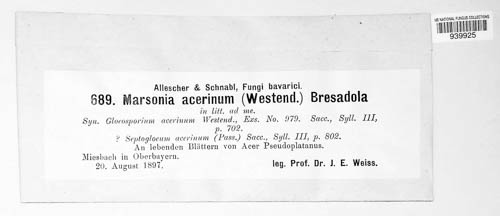 US NATIONAL FUNGUS COLLECTIONS
939925
Allescher & Schnabl, Fungi bavarici.
689. Marsonia acerinum (Westend.) Bresadola
in litt. ad me.
Syn. Gloeosporium acerinum Westend., Exs. No. 979. Sacc., Syll. III,
p. 702.
? Septogloeum acerinum (Pass.) Sacc., Syll. III, p. 802.
An lebenden Blättern von Acer Pseudoplatanus.
Miesbach in Oberbayern.
20. August 1897.
leg. Prof. Dr. J. E. Weiss.